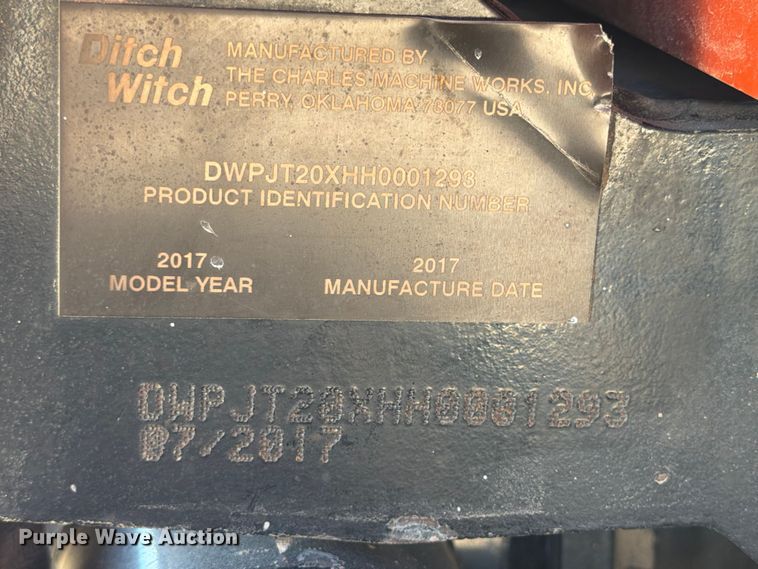 Ditch
Witch
MANUFACTURED BY
THE CHARLES MACHINE WORKS, INC.
PERRY, OKLAHOMA 73077 USA
DWPJT20XHH0001293
PRODUCT IDENTIFICATION NUMBER
2017
MODEL YEAR
2017
MANUFACTURE DATE
DWPJT20XHH0001293
07/2017
Purple Wave Auction